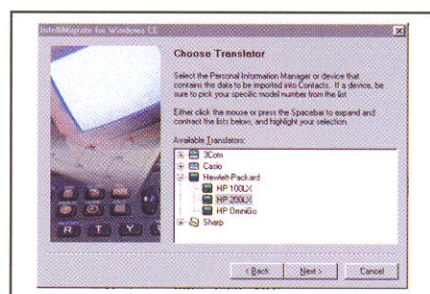 IntelliMigrate for Windows CE
Choose Translator
Select the Personal Information Manager or device that
contains the data to be imported into Contacts. If a device, be
sure to pick your specific model number from the list
Either click the mouse or press the Spacebar to expand and
contract the lists below, and highlight your selection.
Available Translators:
3Com
Casio
Hewlett-Packard
HP 100LX
HP 200LX
HP OmniGo
Sharp
R T Y
< Back Next > Cancel